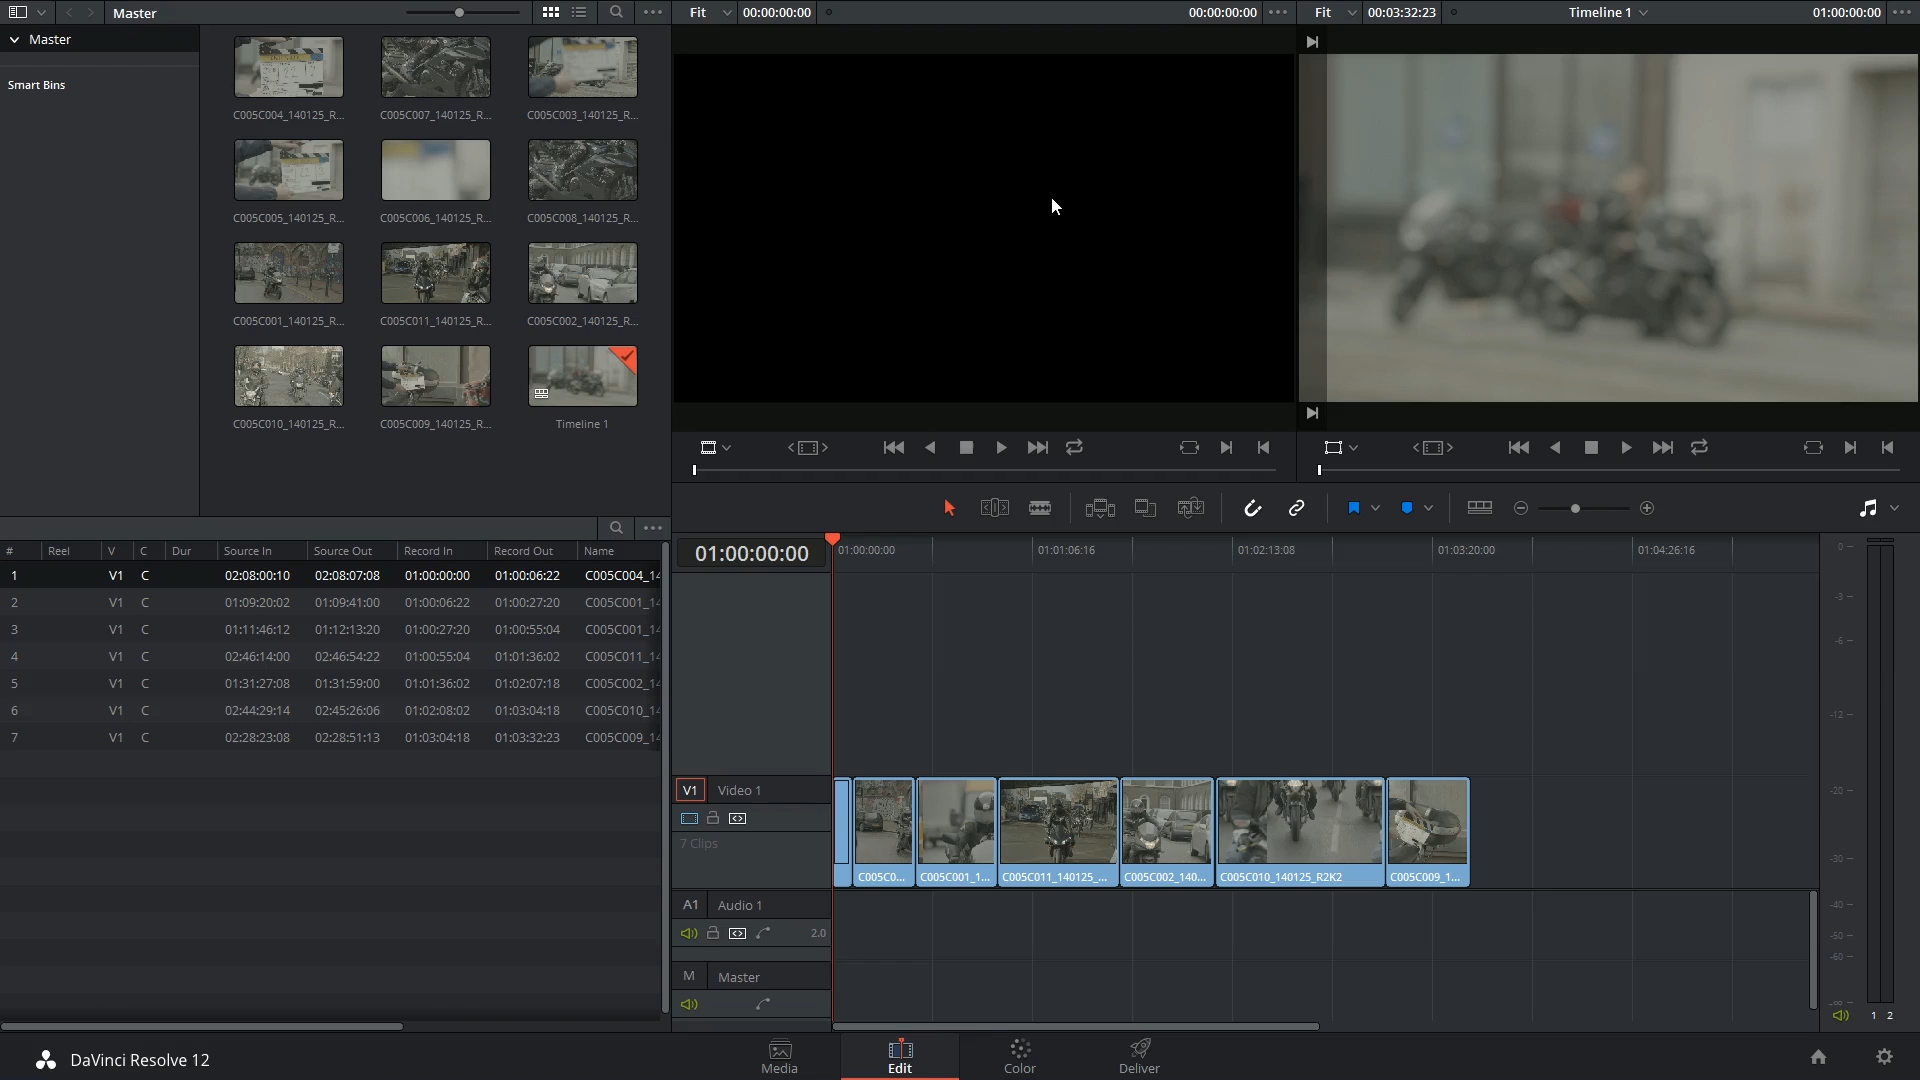 Master
Fit 00:00:00:00 00:00:00:00
Fit 00:03:32:23 Timeline 1 01:00:00:00
Master
Smart Bins
C005C004_140125_R... C005C007_140125_R... C005C003_140125_R...
C005C005_140125_R... C005C006_140125_R... C005C008_140125_R...
C005C001_140125_R... C005C011_140125_R... C005C002_140125_R...
C005C010_140125_R... C005C009_140125_R... Timeline 1
# Reel V C Dur Source In Source Out Record In Record Out Name
1 V1 C 02:08:00:10 02:08:07:08 01:00:00:00 01:00:06:22 C005C004_14
2 V1 C 01:09:20:02 01:09:41:00 01:00:06:22 01:00:27:20 C005C001_14
3 V1 C 01:11:46:12 01:12:13:20 01:00:27:20 01:00:55:04 C005C001_14
4 V1 C 02:46:14:00 02:46:54:22 01:00:55:04 01:01:36:02 C005C011_14
5 V1 C 01:31:27:08 01:31:59:00 01:01:36:02 01:02:07:18 C005C002_14
6 V1 C 02:44:29:14 02:45:26:06 01:02:08:02 01:03:04:18 C005C010_14
7 V1 C 02:28:23:08 02:28:51:13 01:03:04:18 01:03:32:23 C005C009_14
01:00:00:00
01:00:00:00 01:01:06:16 01:02:13:08 01:03:20:00 01:04:26:16
V1 Video 1
7 Clips
C005C0... C005C001_1... C005C011_140125_... C005C002_140... C005C010_140125_R2K2 C005C009_1...
A1 Audio 1
2.0
M Master
0
-3
-6
-12
-20
-30
-40
-50
-60
-∞
1 2
DaVinci Resolve 12
Media Edit Color Deliver